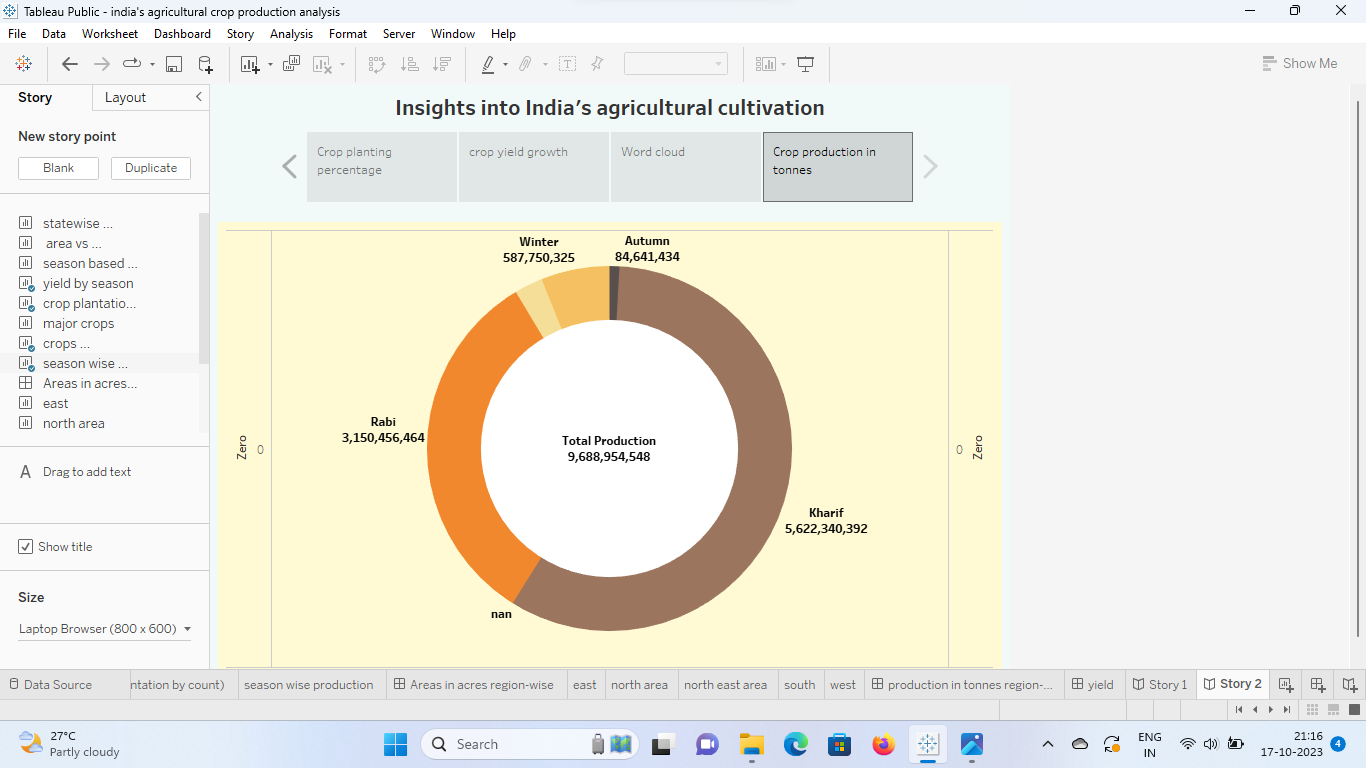 Tableau Public - india's agricultural crop production analysis
File Data Worksheet Dashboard Story Analysis Format Server Window Help
Show Me
Story Layout
New story point
Blank Duplicate
statewise ...
area vs ...
season based ...
yield by season
crop plantatio...
major crops
crops ...
season wise ...
Areas in acres...
east
north area
A Drag to add text
Show title
Size
Laptop Browser (800 x 600)
Insights into India's agricultural cultivation
Crop planting
percentage
crop yield growth
Word cloud
Crop production in
tonnes
Winter
587,750,325
Autumn
84,641,434
Rabi
3,150,456,464
Zero
0
Total Production
9,688,954,548
0
Zero
Kharif
5,622,340,392
nan
Data Source ntation by count) season wise production Areas in acres region-wise east north area north east area south west production in tonnes region-... yield Story 1 Story 2
27°C
Partly cloudy
Search
ENG
IN
21:16
17-10-2023
4